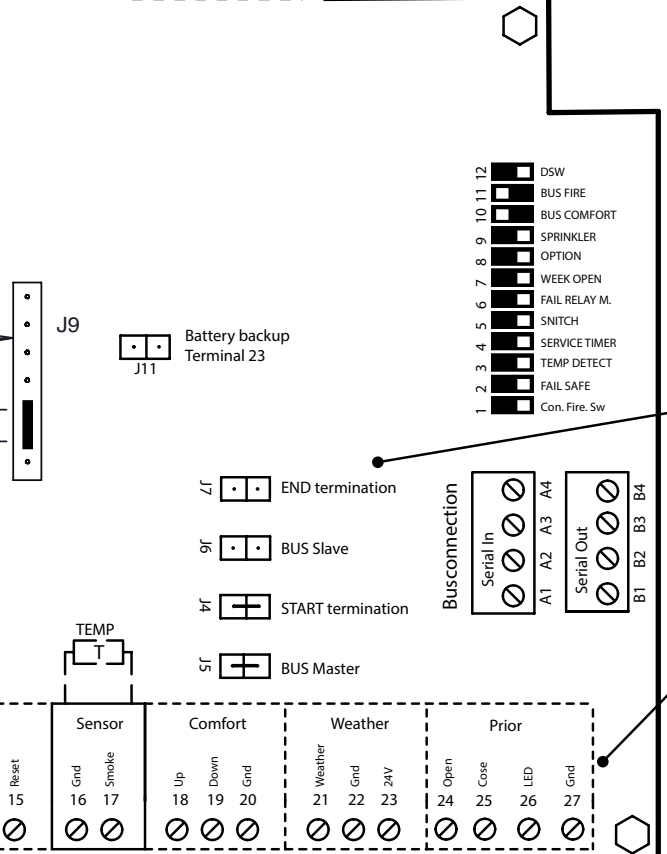 12 DSW
11 BUS FIRE
10 BUS COMFORT
9 SPRINKLER
8 OPTION
7 WEEK OPEN
6 FAIL RELAY M.
5 SNITCH
4 SERVICE TIMER
3 TEMP DETECT
2 FAIL SAFE
1 Con. Fire. Sw
J9
Battery backup
Terminal 23
J11
J7 END termination
J6 BUS Slave
J4 START termination
J5 BUS Master
Busconnection
Serial In
A4
A3
A2
A1
Serial Out
B4
B3
B2
B1
TEMP
T
Sensor Comfort Weather Prior
Reset Gnd Smoke Up Down Gnd Weather Gnd 24V Open Cose LED Gnd
15 16 17 18 19 20 21 22 23 24 25 26 27